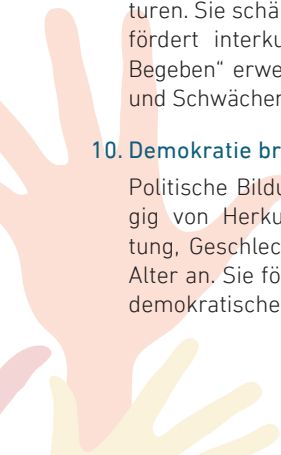 turen. Sie schä
fördert interku
Begeben“ erwe
und Schwächen
10. Demokratie br
Politische Bildu
gig von Herku
tung, Geschlec
Alter an. Sie fö
demokratische